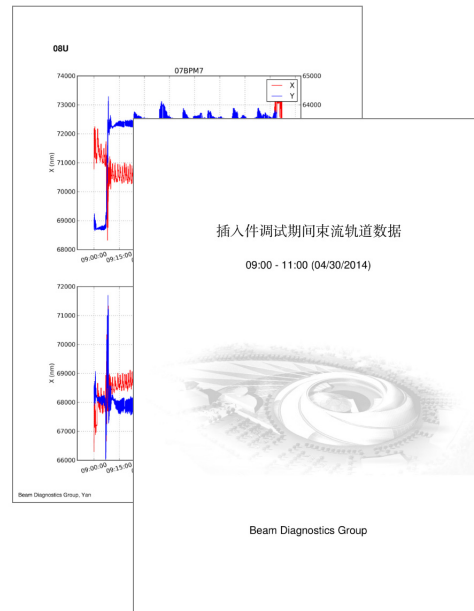 08U
07BPM7
74000
65000
X
Y
73000
64000
72000
71000
X (nm)
70000
69000
68000
09:00:00
09:15:00
72000
71000
70000
69000
X (nm)
68000
67000
66000
09:00:00
09:15:00
Beam Diagnostics Group, Yan
插入件调试期间束流轨道数据
09:00 - 11:00 (04/30/2014)
Beam Diagnostics Group